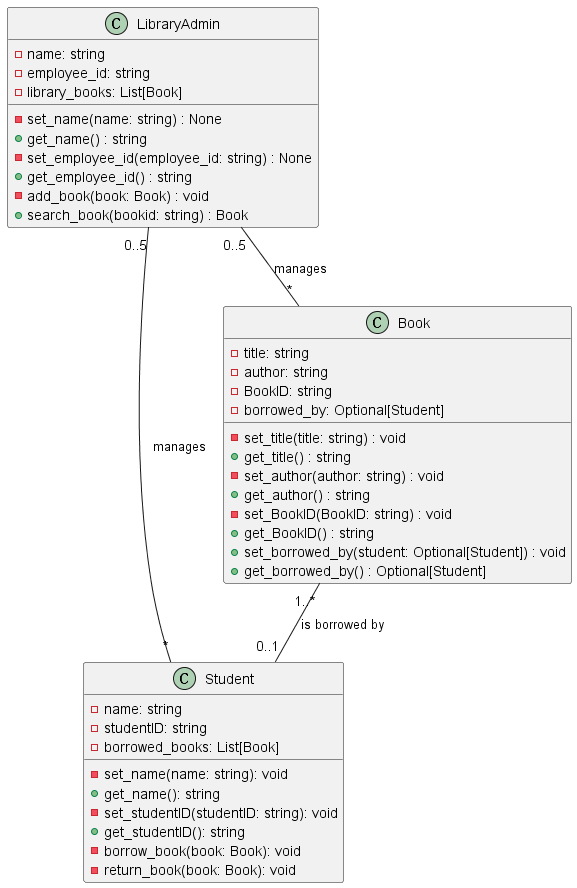 C LibraryAdmin
name: string
employee_id: string
library_books: List[Book]
set_name(name: string) : None
get_name() : string
set_employee_id(employee_id: string) : None
get_employee_id() : string
add_book(book: Book) : void
search_book(bookid: string) : Book
0..5
0..5
manages
*
C Book
title: string
author: string
BookID: string
borrowed_by: Optional[Student]
set_title(title: string) : void
get_title() : string
set_author(author: string) : void
get_author() : string
set_BookID(BookID: string) : void
get_BookID() : string
set_borrowed_by(student: Optional[Student]) : void
get_borrowed_by() : Optional[Student]
manages
1..*
is borrowed by
0..1
*
C Student
name: string
studentID: string
borrowed_books: List[Book]
set_name(name: string): void
get_name(): string
set_studentID(studentID: string): void
get_studentID(): string
borrow_book(book: Book): void
return_book(book: Book): void